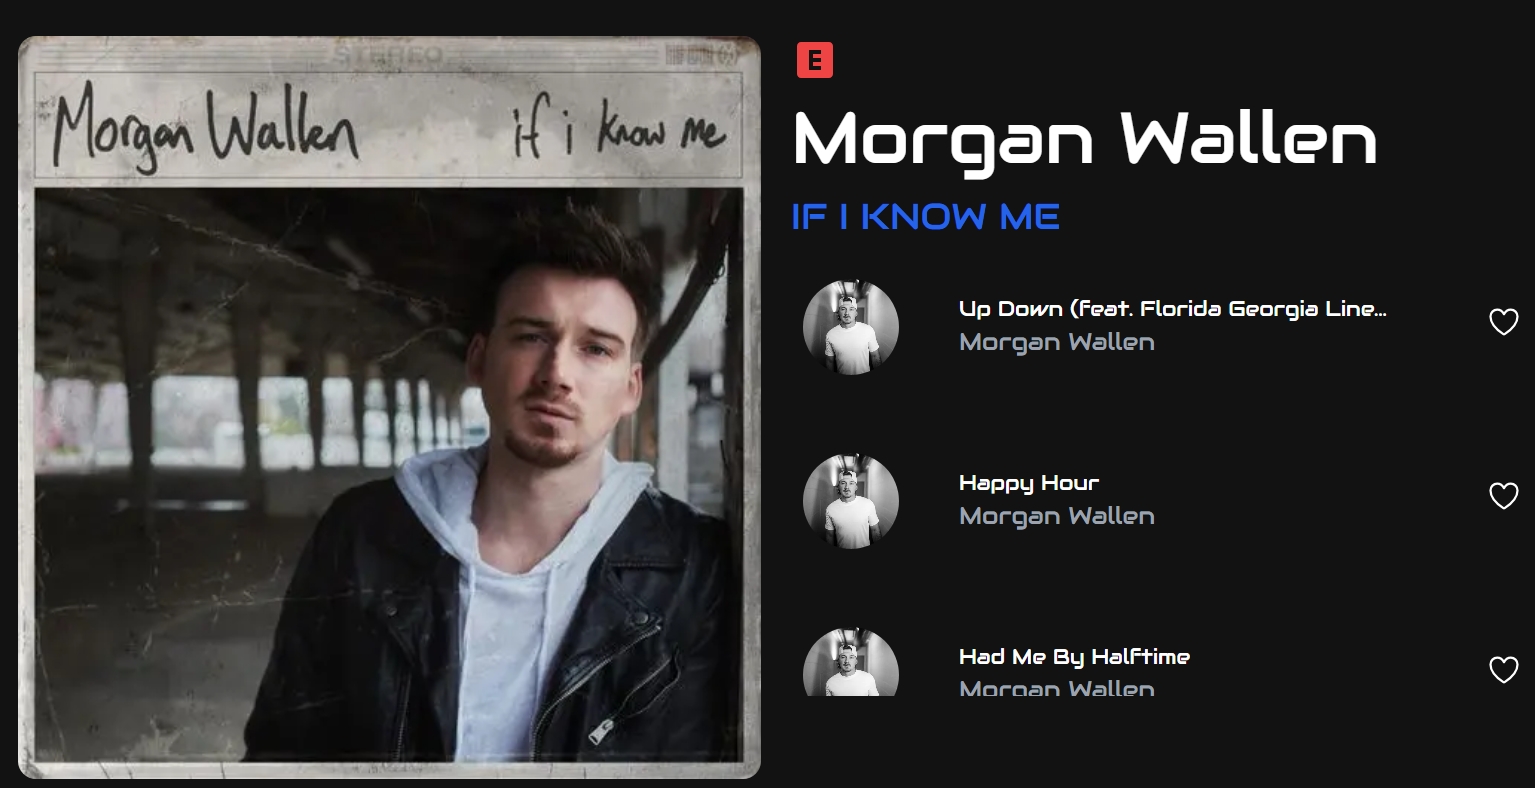 STEREO
Morgan Wallen
if i know me
E
Morgan Wallen
IF I KNOW ME
Up Down (feat. Florida Georgia Line...
Morgan Wallen
Happy Hour
Morgan Wallen
Had Me By Halftime
Morgan Wallen